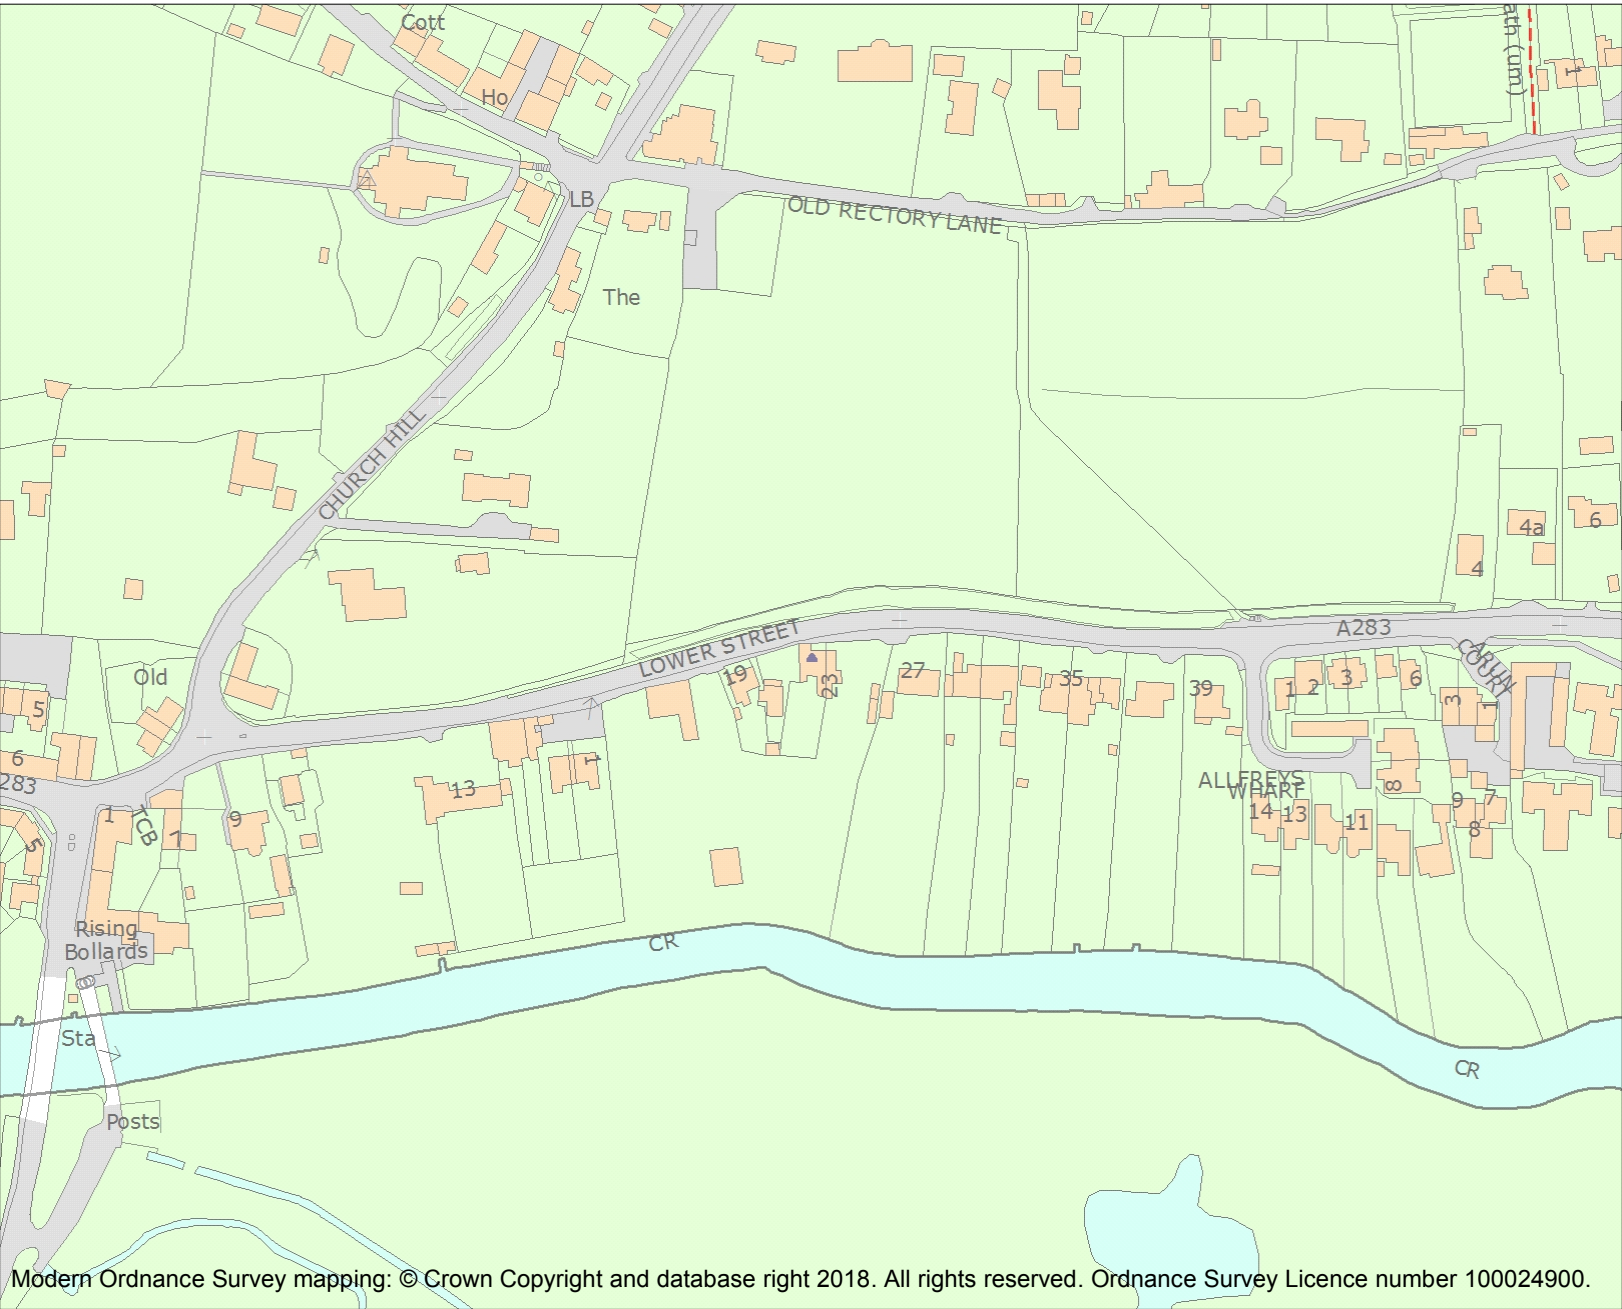 Cott
Ho
ath (um)
1
LB
OLD RECTORY LANE
The
CHURCH HILL
4a
6
4
LOWER STREET
A283
ARUN
COURT
Old
5
6
283
19
23
27
35
39
1
2
3
6
3
1
13
1
ALLFREYS
WHARF
8
14
13
11
9
7
8
1
TCB
7
9
5
Rising
Bollards
CR
Sta
CR
Posts
Modern Ordnance Survey mapping: © Crown Copyright and database right 2018. All rights reserved. Ordnance Survey Licence number 100024900.